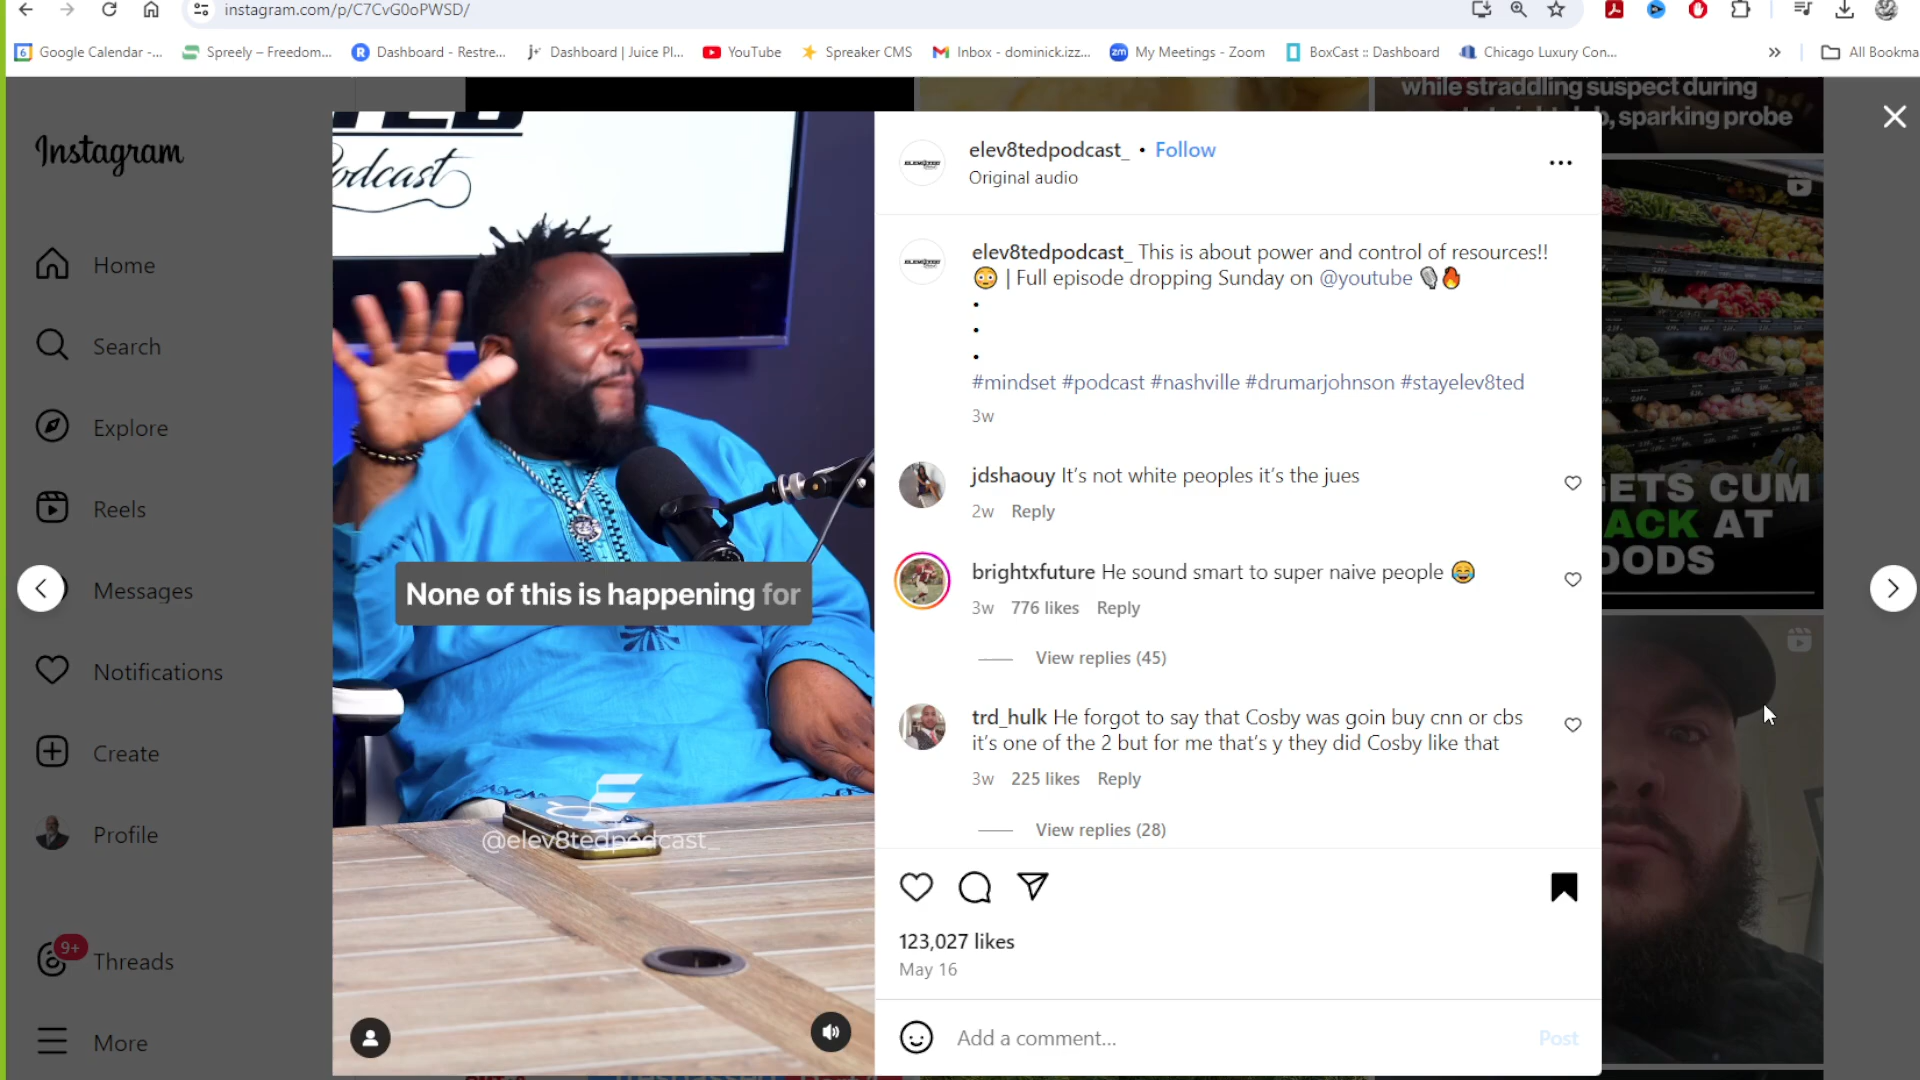 instagram.com/p/C7CvG0oPWSD/
Google Calendar -...
Spreely – Freedom...
Dashboard - Restre...
Dashboard | Juice Pl...
YouTube
Spreaker CMS
Inbox - dominick.izz...
My Meetings - Zoom
BoxCast :: Dashboard
Chicago Luxury Con...
All Bookma
Instagram
Home
Search
Explore
Reels
Messages
Notifications
Create
Profile
9+
Threads
More
Podcast
None of this is happening for
@elev8tedpodcast_
elev8tedpodcast_ • Follow
Original audio
elev8tedpodcast_ This is about power and control of resources!!
😳 | Full episode dropping Sunday on @youtube 🎙️🔥
•
•
•
#mindset #podcast #nashville #drumarjohnson #stayelev8ted
3w
jdshaouy It’s not white peoples it’s the jues
2w Reply
brightxfuture He sound smart to super naive people 😂
3w 776 likes Reply
View replies (45)
trd_hulk He forgot to say that Cosby was goin buy cnn or cbs
it’s one of the 2 but for me that’s y they did Cosby like that
3w 225 likes Reply
View replies (28)
123,027 likes
May 16
Add a comment...
Post
while straddling suspect during
, sparking probe
GETS CUM
ACK AT
OODS